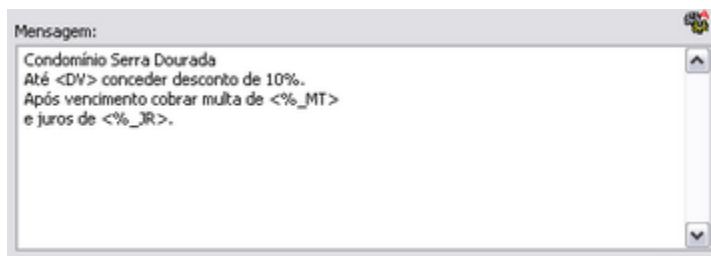 Mensagem:
Condomínio Serra Dourada
Até <DV> conceder desconto de 10%.
Após vencimento cobrar multa de <%_MT>
e juros de <%_JR>.